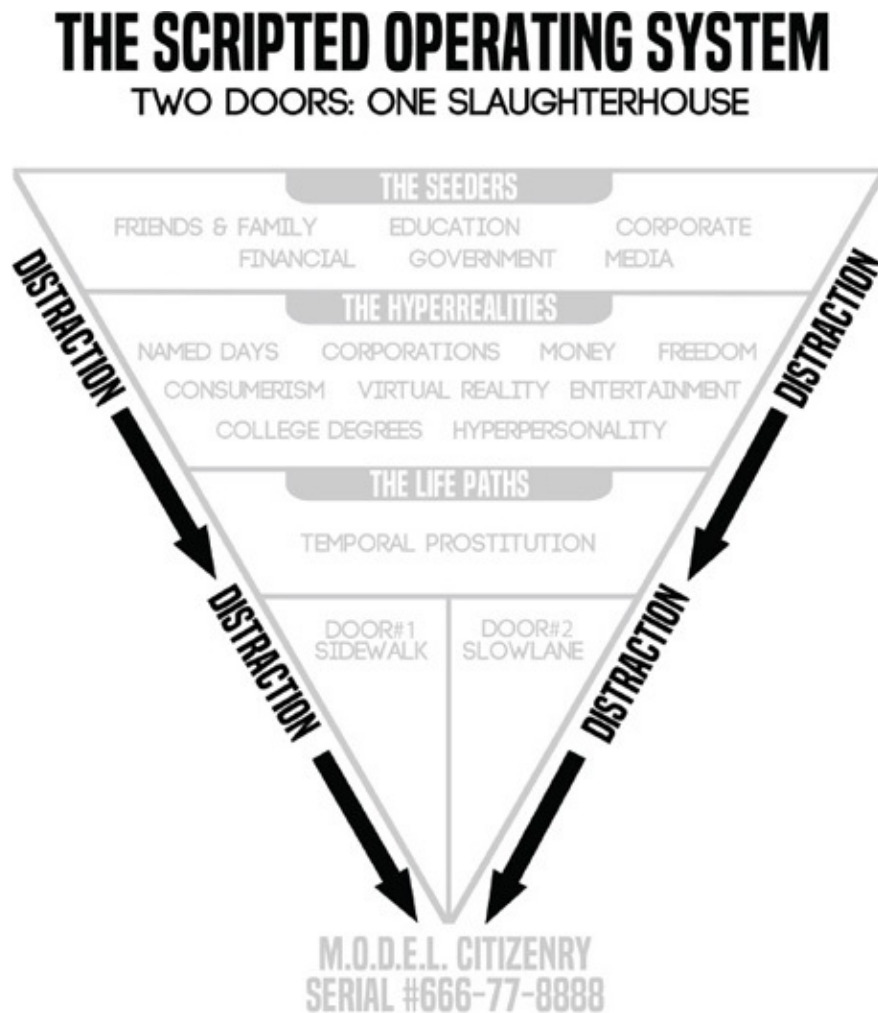 THE SCRIPTED OPERATING SYSTEM
TWO DOORS: ONE SLAUGHTERHOUSE
THE SEEDERS
FRIENDS & FAMILY EDUCATION CORPORATE
FINANCIAL GOVERNMENT MEDIA
DISTRACTION
DISTRACTION
THE HYPERREALITIES
NAMED DAYS CORPORATIONS MONEY FREEDOM
CONSUMERISM VIRTUAL REALITY ENTERTAINMENT
COLLEGE DEGREES HYPERPERSONALITY
THE LIFE PATHS
TEMPORAL PROSTITUTION
DISTRACTION
DISTRACTION
DOOR#1
SIDEWALK
DOOR#2
SLOWLANE
M.O.D.E.L. CITIZENRY
SERIAL #666-77-8888